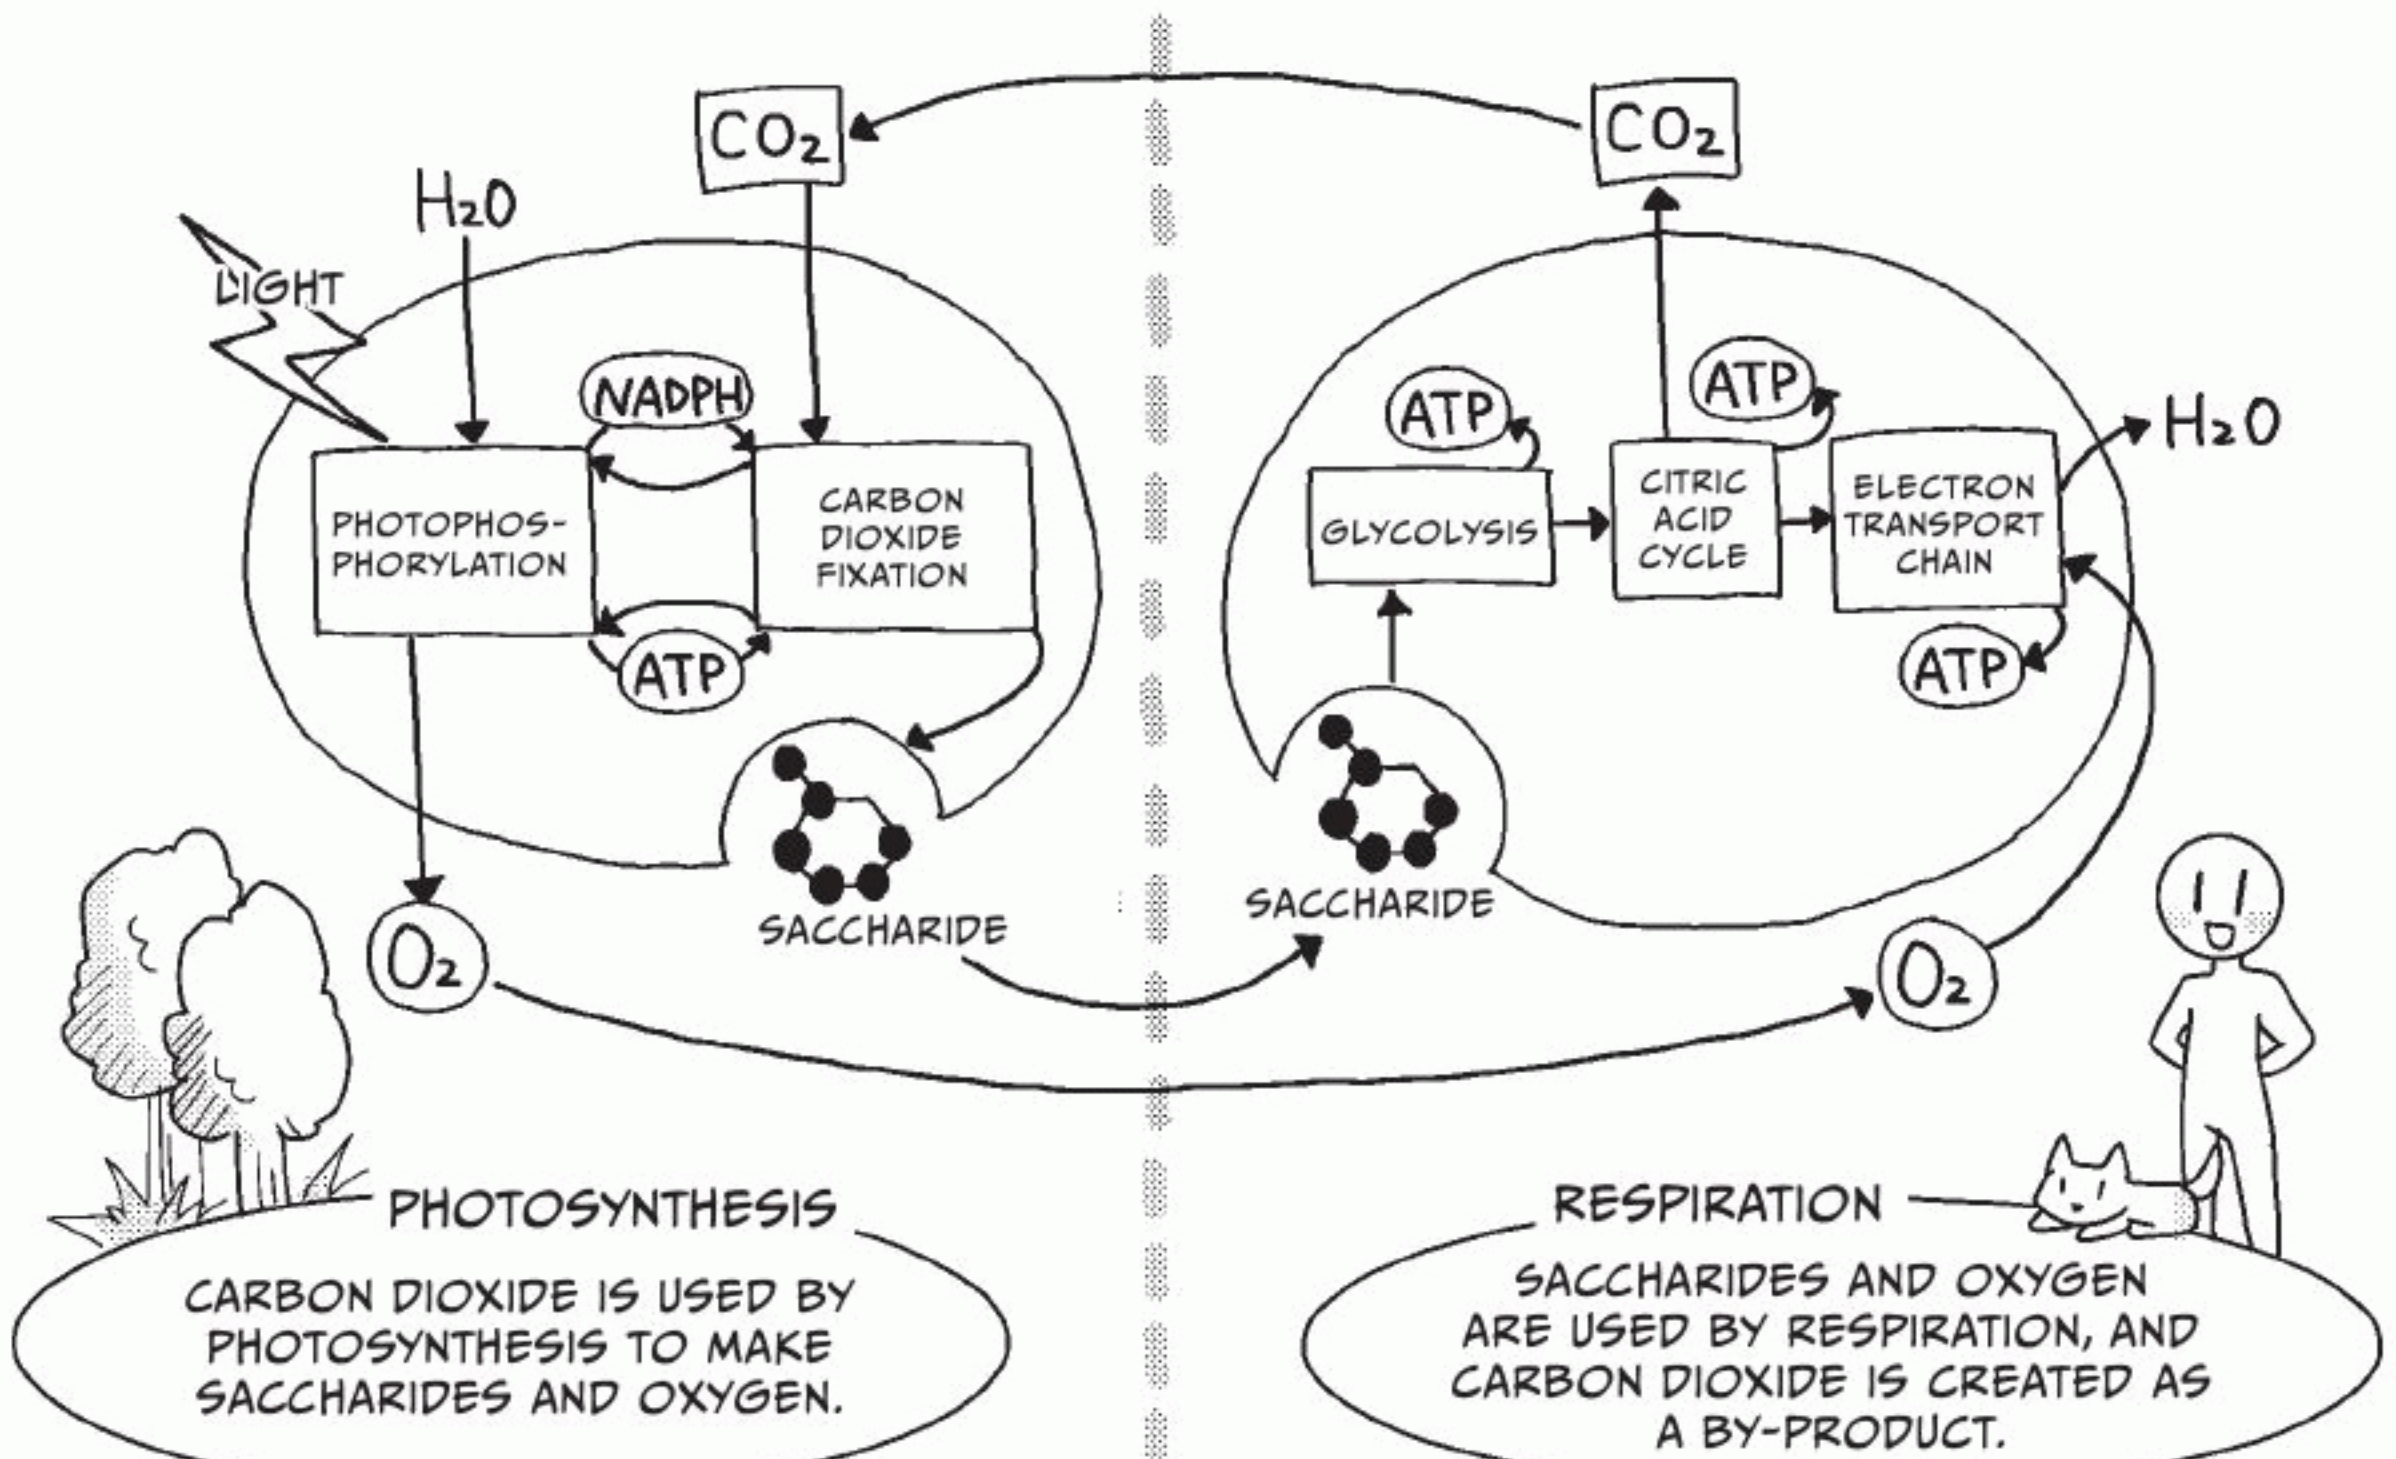 CO₂
CO₂
H₂O
LIGHT
NADPH
ATP
ATP
H₂O
PHOTOPHOS-
PHORYLATION
CARBON
DIOXIDE
FIXATION
GLYCOLYSIS
CITRIC
ACID
CYCLE
ELECTRON
TRANSPORT
CHAIN
ATP
ATP
SACCHARIDE
SACCHARIDE
O₂
O₂
PHOTOSYNTHESIS
CARBON DIOXIDE IS USED BY
PHOTOSYNTHESIS TO MAKE
SACCHARIDES AND OXYGEN.
RESPIRATION
SACCHARIDES AND OXYGEN
ARE USED BY RESPIRATION, AND
CARBON DIOXIDE IS CREATED AS
A BY-PRODUCT.